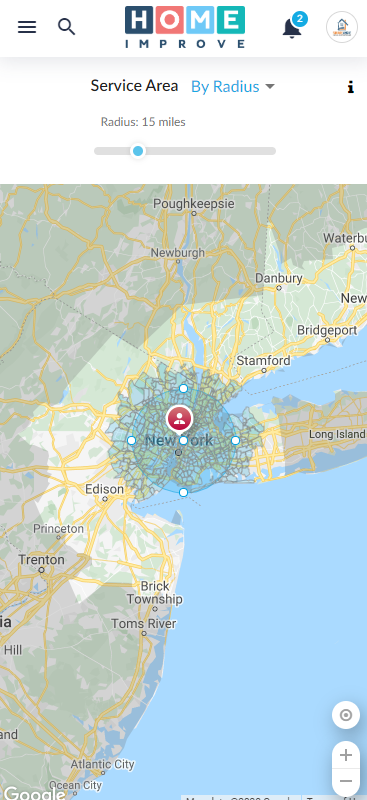 HOME
IMPROVE
2
Service Area By Radius
i
Radius: 15 miles
Poughkeepsie
Newburgh
Danbury
New
Bridgeport
Stamford
New York
Long Island
Edison
Princeton
Trenton
Brick
Township
Toms River
Hill
Atlantic City
Ocean City
Google